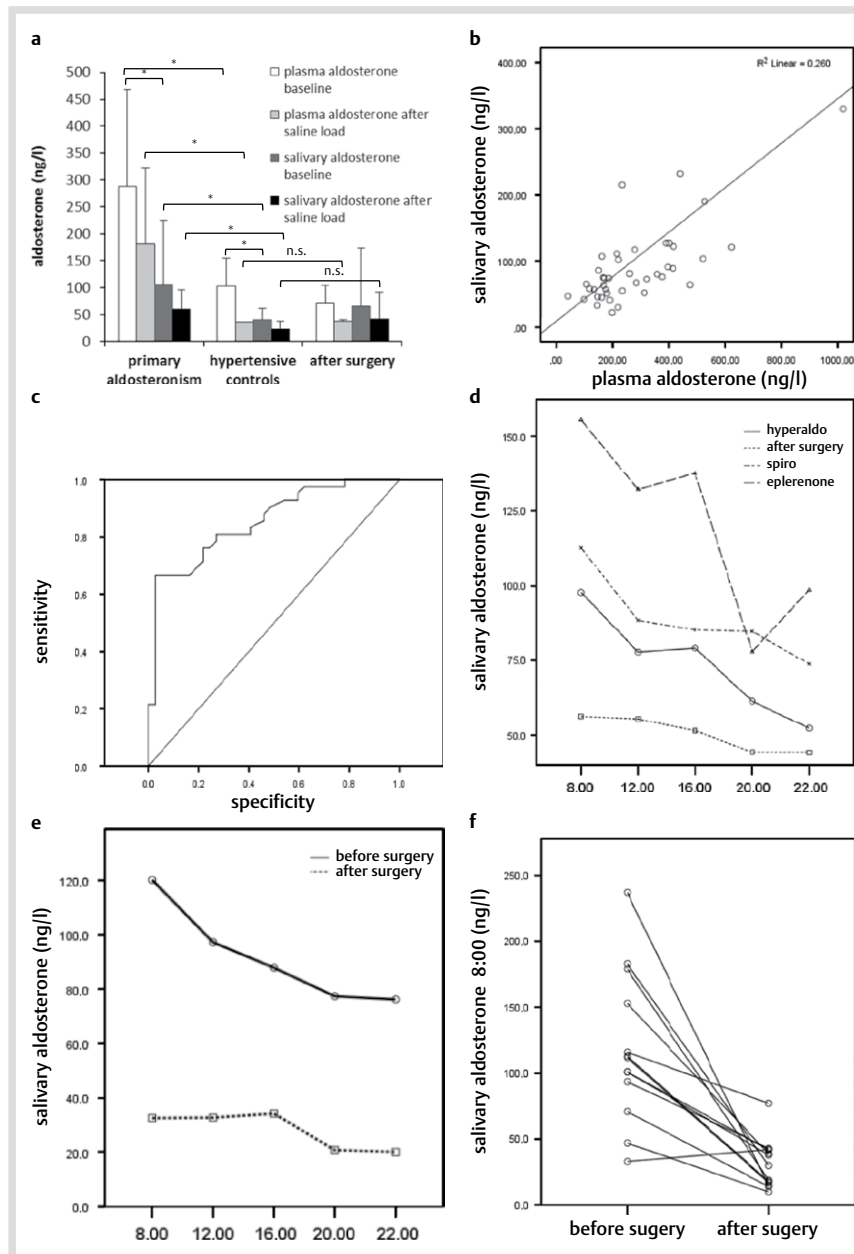 a
500
450
400
350
300
250
200
150
100
50
0
aldosterone (ng/l)
*
*
*
*
*
*
n.s.
n.s.
plasma aldosterone
baseline
plasma aldosterone after
saline load
salivary aldosterone
baseline
salivary aldosterone after
saline load
primary
aldosteronism
hypertensive
controls
after surgery
b
R2 Linear = 0.260
400.00
300.00
200.00
100.00
.00
salivary aldosterone (ng/l)
.00 200.00 400.00 600.00 800.00 1000.00
plasma aldosterone (ng/l)
c
1.0
0.8
0.6
0.4
0.2
0.0
sensitivity
0.0 0.2 0.4 0.6 0.8 1.0
specificity
d
hyperaldo
after surgery
spiro
eplerenone
150.0
125.0
100.0
75.0
50.0
salivary aldosterone (ng/l)
8.00 12.00 16.00 20.00 22.00
e
before surgery
after surgery
120.0
100.0
80.0
60.0
40.0
20.0
0.0
salivary aldosterone (ng/l)
8.00 12.00 16.00 20.00 22.00
f
250.0
200.0
150.0
100.0
50.0
0.0
salivary aldosterone 8:00 (ng/l)
before sugery after sugery